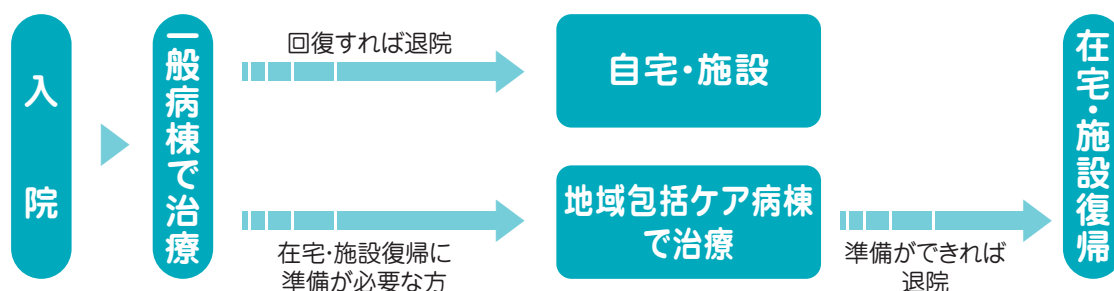 入院
一般病棟で治療
回復すれば退院
自宅・施設
在宅・施設復帰に
準備が必要な方
地域包括ケア病棟
で治療
準備ができれば
退院
在宅・施設復帰